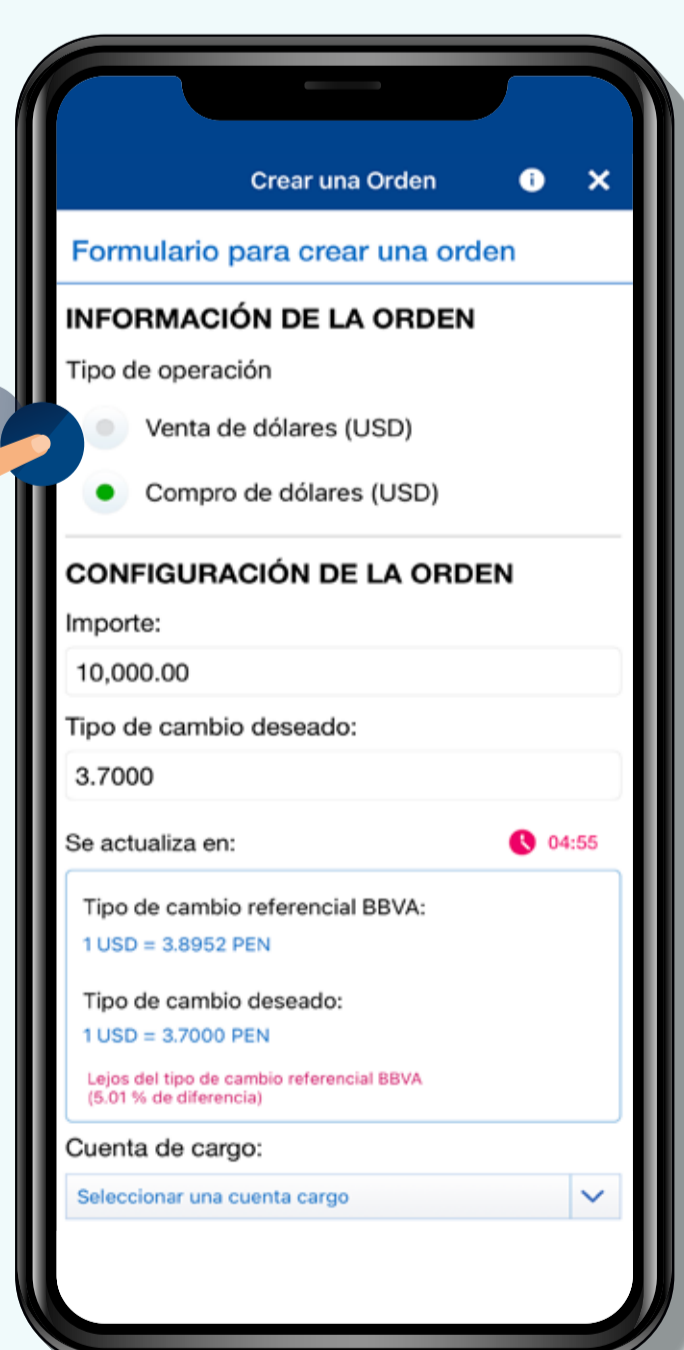 Crear una Orden
Formulario para crear una orden
INFORMACIÓN DE LA ORDEN
Tipo de operación
Venta de dólares (USD)
Compro de dólares (USD)
CONFIGURACIÓN DE LA ORDEN
Importe:
10,000.00
Tipo de cambio deseado:
3.7000
Se actualiza en: 04:55
Tipo de cambio referencial BBVA:
1 USD = 3.8952 PEN
Tipo de cambio deseado:
1 USD = 3.7000 PEN
Lejos del tipo de cambio referencial BBVA
(5.01 % de diferencia)
Cuenta de cargo:
Seleccionar una cuenta cargo